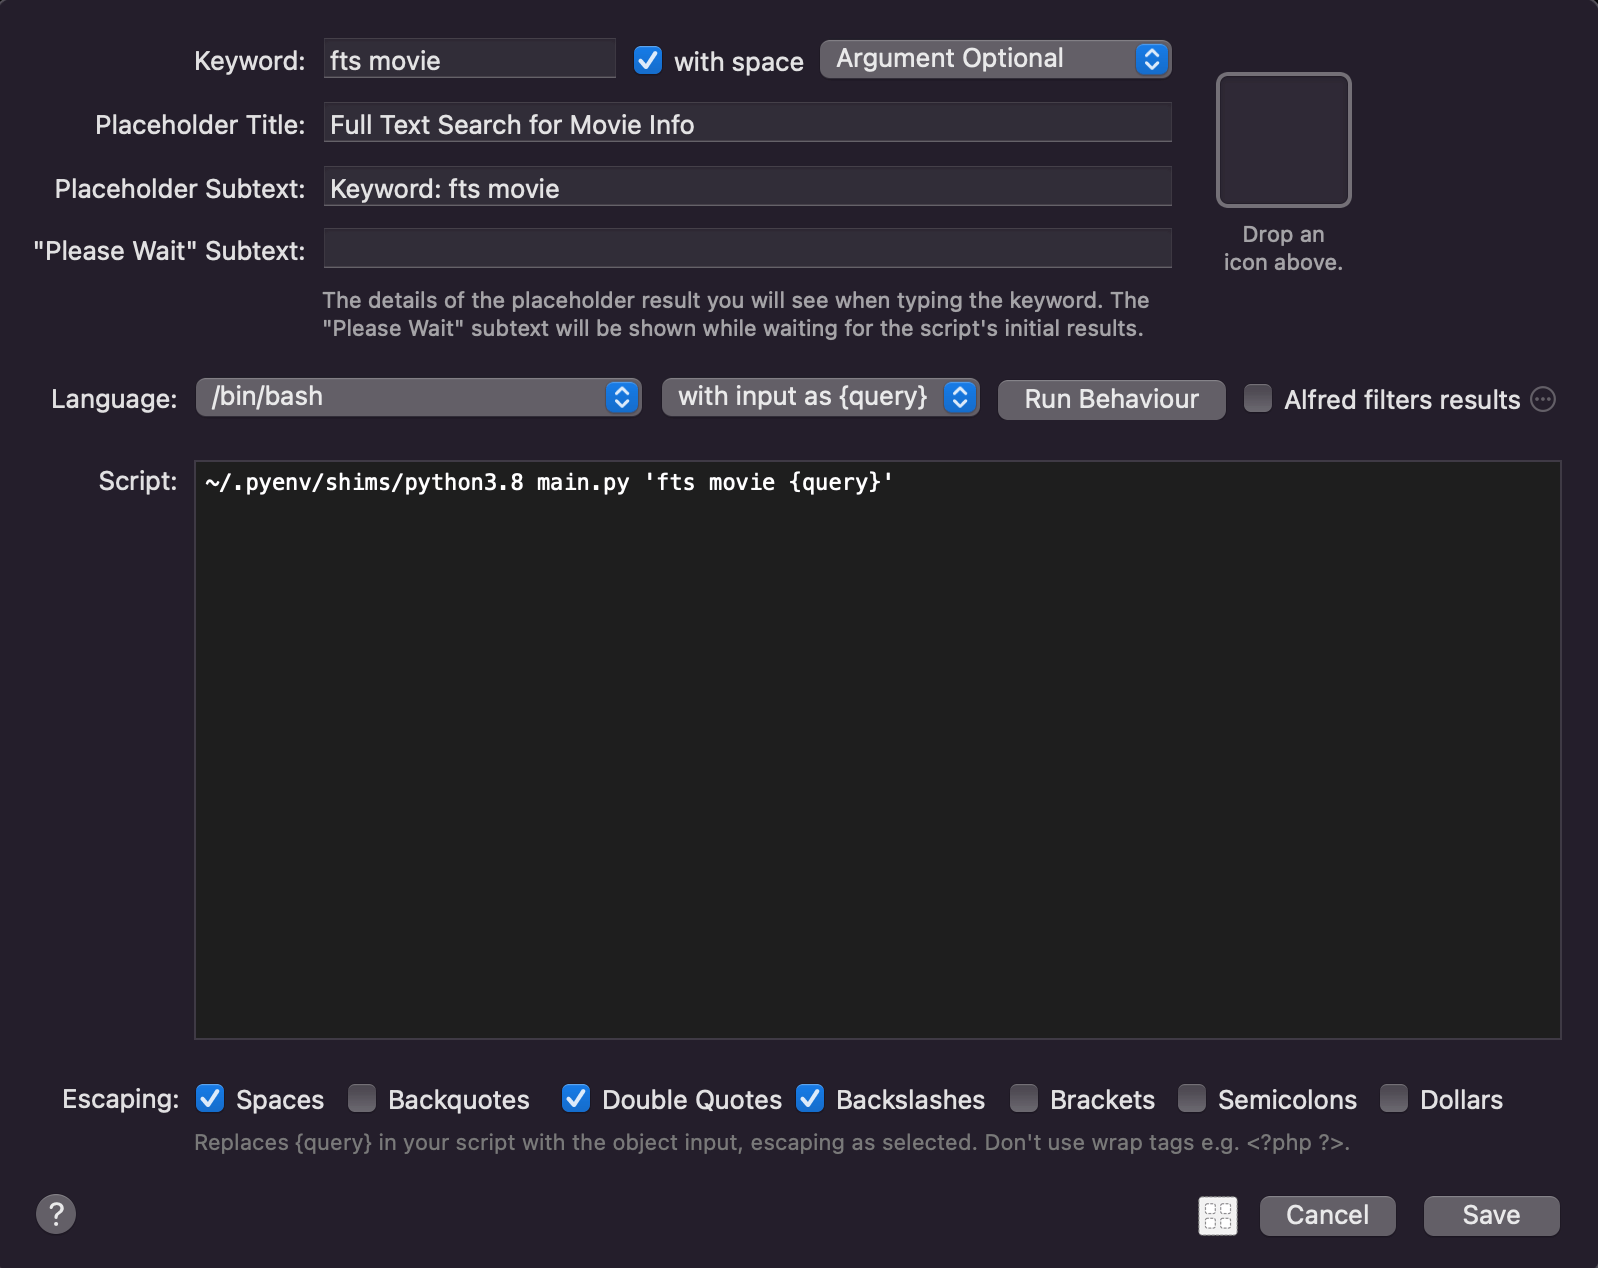 Keyword: fts movie with space Argument Optional
Placeholder Title: Full Text Search for Movie Info
Placeholder Subtext: Keyword: fts movie
"Please Wait" Subtext:
Drop an
icon above.
The details of the placeholder result you will see when typing the keyword. The
"Please Wait" subtext will be shown while waiting for the script's initial results.
Language: /bin/bash with input as {query} Run Behaviour Alfred filters results
Script: ~/.pyenv/shims/python3.8 main.py 'fts movie {query}'
Escaping: Spaces Backquotes Double Quotes Backslashes Brackets Semicolons Dollars
Replaces {query} in your script with the object input, escaping as selected. Don't use wrap tags e.g. <?php ?>.
? Cancel Save